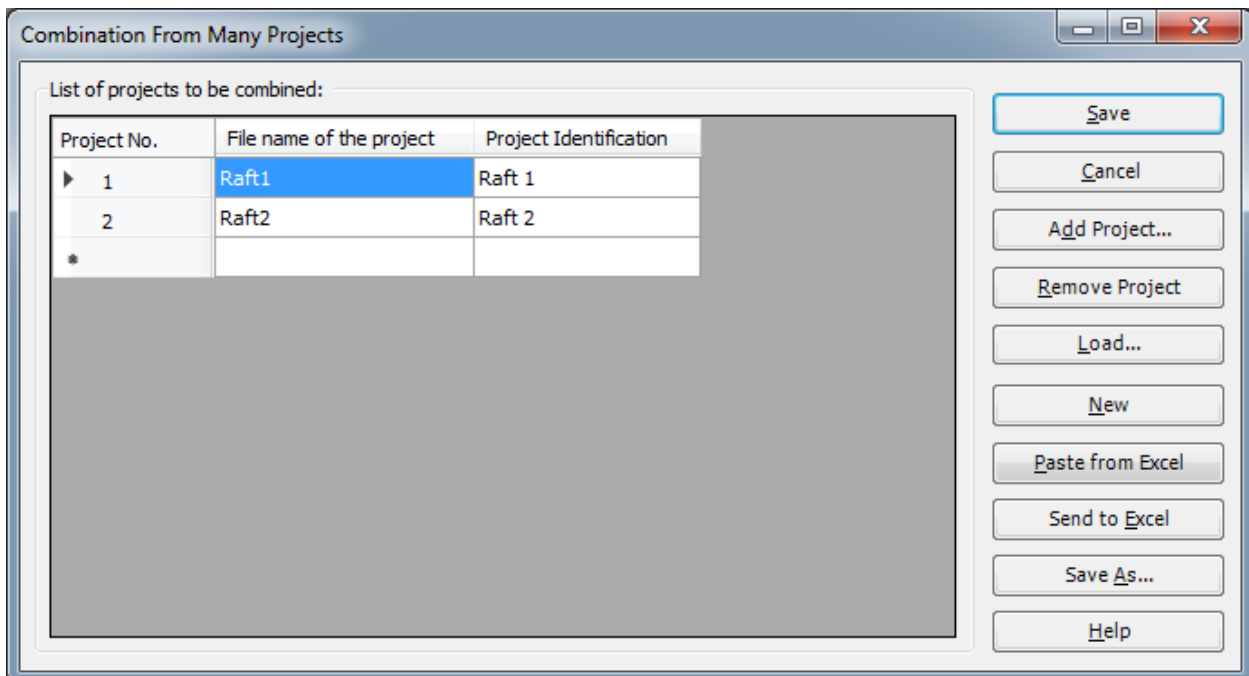 Combination From Many Projects
List of projects to be combined:
Project No. File name of the project Project Identification
1 Raft1 Raft 1
2 Raft2 Raft 2
Save
Cancel
Add Project...
Remove Project
Load...
New
Paste from Excel
Send to Excel
Save As...
Help